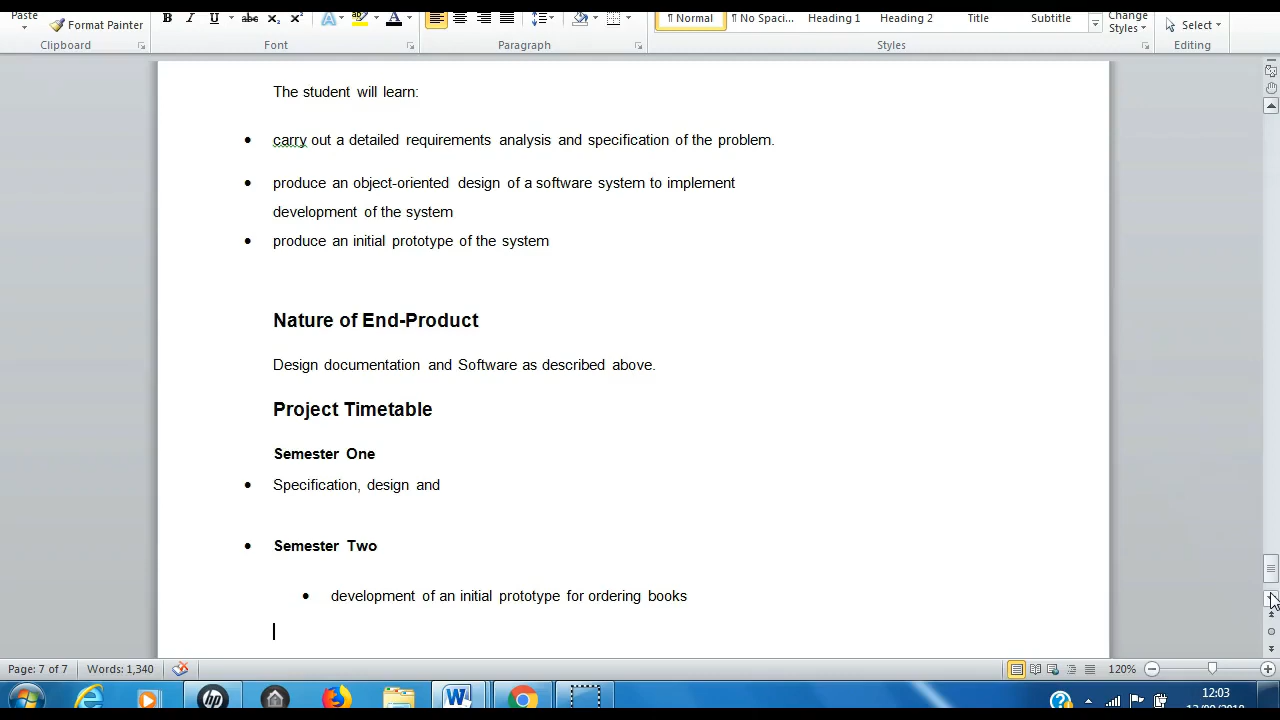 Paste
Format Painter
B I U abc x₂ x² A ab A
¶ Normal ¶ No Spaci... Heading 1 Heading 2 Title Subtitle
Change
Styles
Select
Clipboard Font Paragraph Styles Editing
The student will learn:
• carry out a detailed requirements analysis and specification of the problem.
• produce an object-oriented design of a software system to implement
development of the system
• produce an initial prototype of the system
Nature of End-Product
Design documentation and Software as described above.
Project Timetable
Semester One
• Specification, design and
• Semester Two
• development of an initial prototype for ordering books
Page: 7 of 7 Words: 1,340 120%
12:03